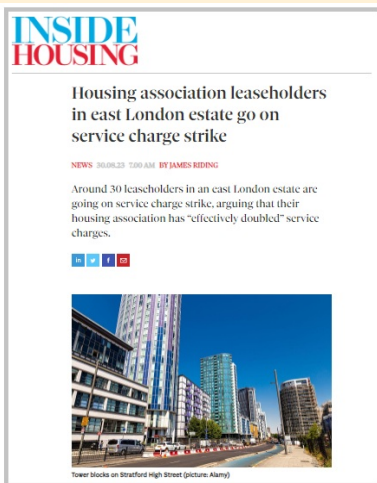 INSIDE
HOUSING
Housing association leaseholders
in east London estate go on
service charge strike
NEWS 30.08.23 7.00 AM BY JAMES RIDING
Around 30 leaseholders in an east London estate are
going on service charge strike, arguing that their
housing association has “effectively doubled” service
charges.
in
f
Tower blocks on Stratford High Street (picture: Alamy)